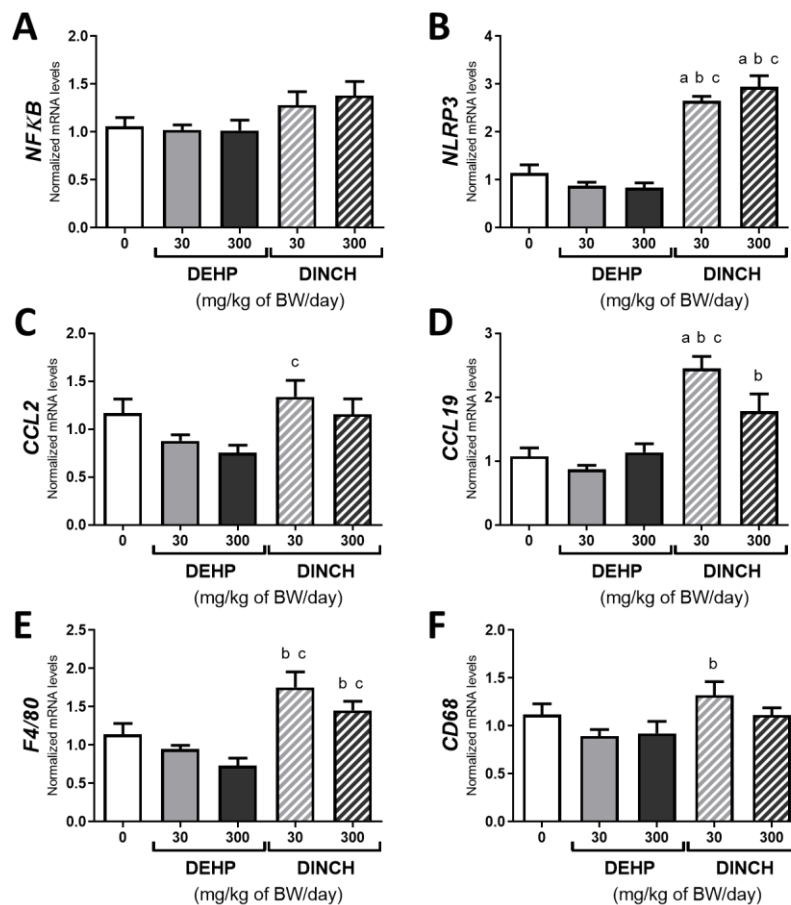 A
NFKB
Normalized mRNA levels
2.0
1.5
1.0
0.5
0.0
0 30 300 30 300
DEHP DINCH
(mg/kg of BW/day)
B
NLRP3
Normalized mRNA levels
4
3
2
1
0
a b c a b c
0 30 300 30 300
DEHP DINCH
(mg/kg of BW/day)
C
CCL2
Normalized mRNA levels
2.0
1.5
1.0
0.5
0.0
c
0 30 300 30 300
DEHP DINCH
(mg/kg of BW/day)
D
CCL19
Normalized mRNA levels
3
2
1
0
a b c b
0 30 300 30 300
DEHP DINCH
(mg/kg of BW/day)
E
F4/80
Normalized mRNA levels
2.5
2.0
1.5
1.0
0.5
0.0
b c b c
0 30 300 30 300
DEHP DINCH
(mg/kg of BW/day)
F
CD68
Normalized mRNA levels
2.0
1.5
1.0
0.5
0.0
b
0 30 300 30 300
DEHP DINCH
(mg/kg of BW/day)